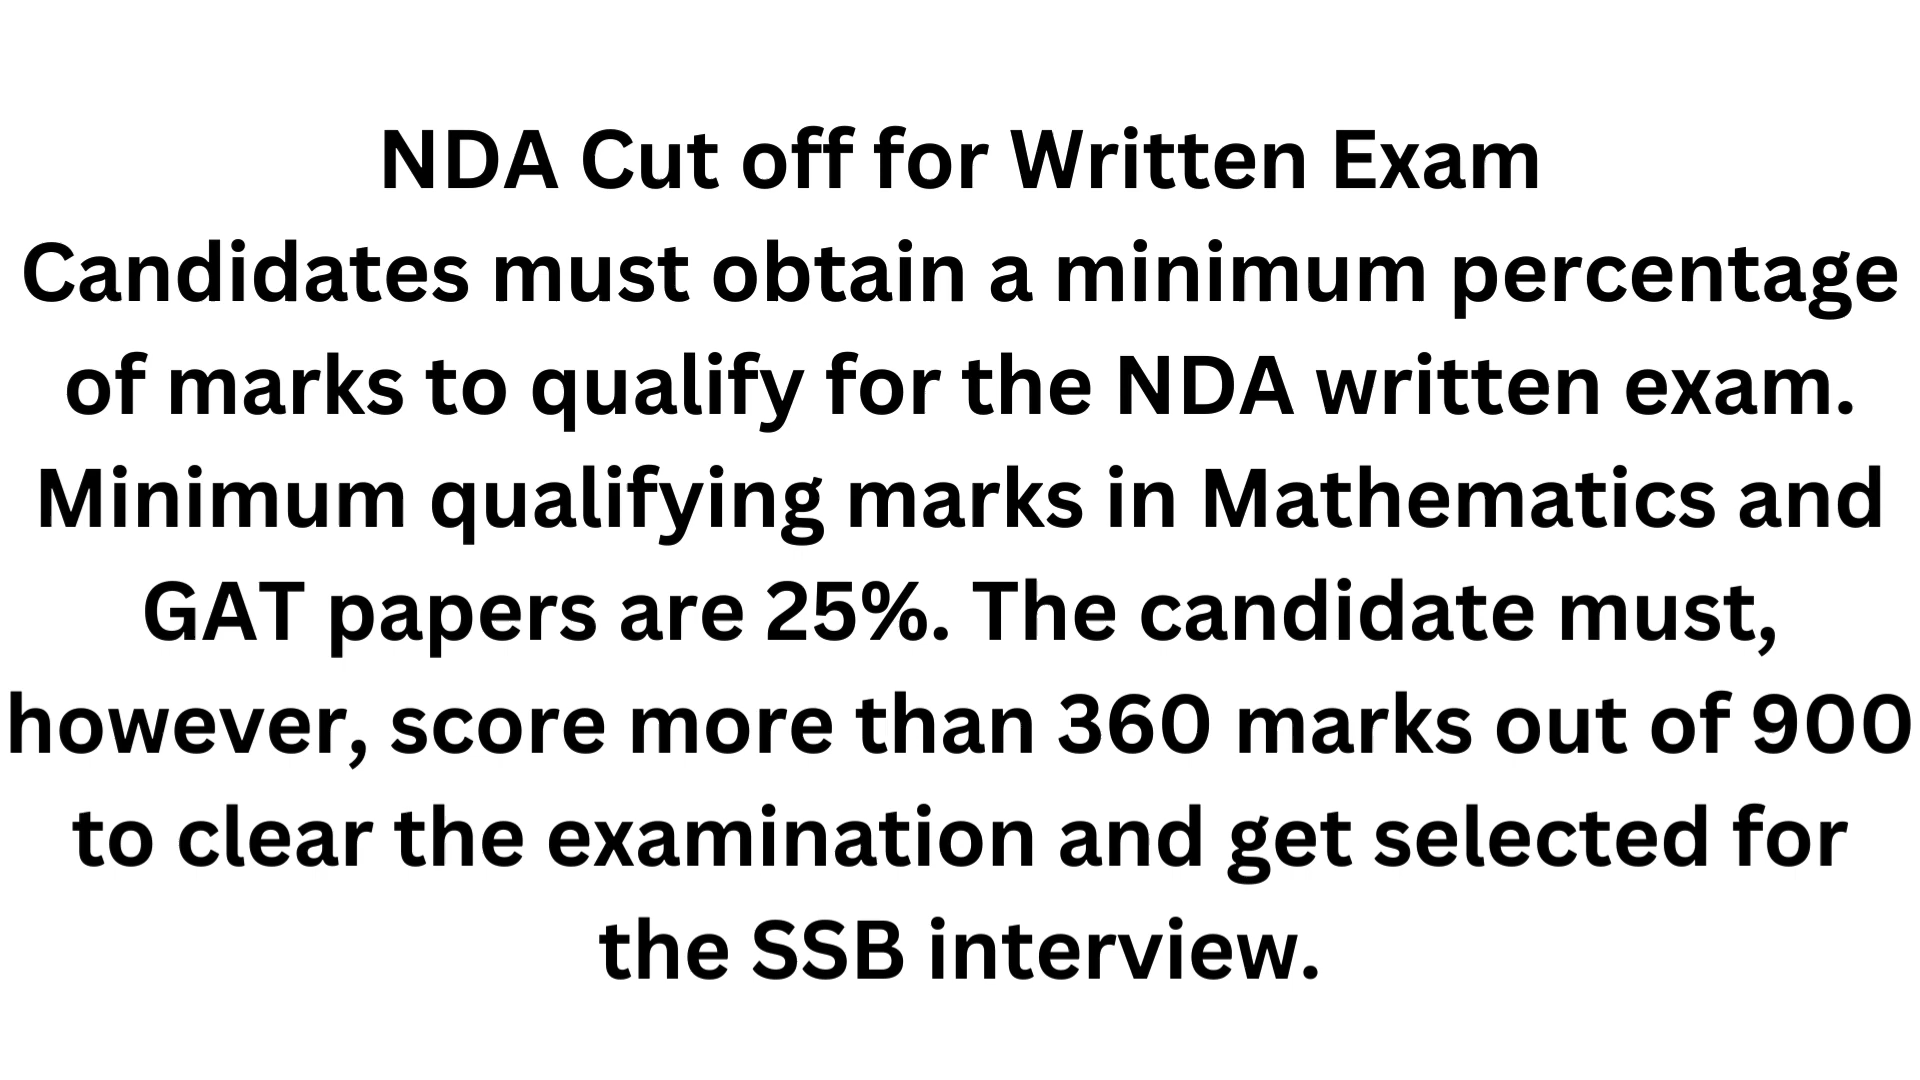 NDA Cut off for Written Exam
Candidates must obtain a minimum percentage
of marks to qualify for the NDA written exam.
Minimum qualifying marks in Mathematics and
GAT papers are 25%. The candidate must,
however, score more than 360 marks out of 900
to clear the examination and get selected for
the SSB interview.